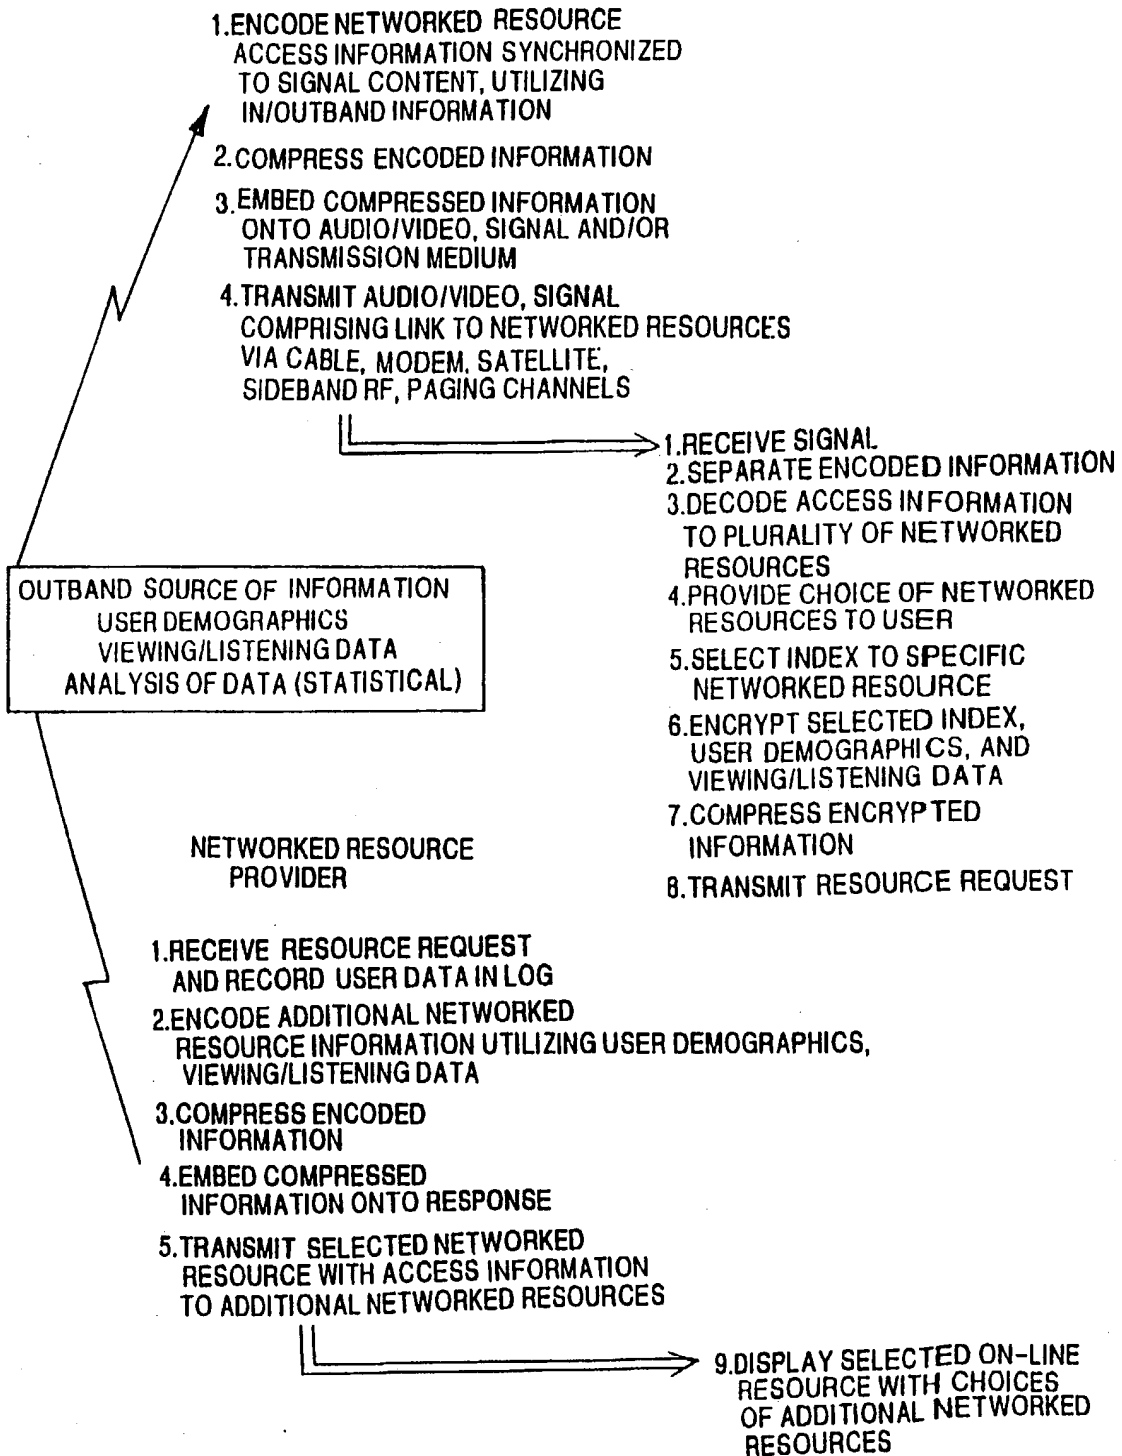 1.ENCODE NETWORKED RESOURCE
ACCESS INFORMATION SYNCHRONIZED
TO SIGNAL CONTENT, UTILIZING
IN/OUTBAND INFORMATION
2.COMPRESS ENCODED INFORMATION
3.EMBED COMPRESSED INFORMATION
ONTO AUDIO/VIDEO, SIGNAL AND/OR
TRANSMISSION MEDIUM
4.TRANSMIT AUDIO/VIDEO, SIGNAL
COMPRISING LINK TO NETWORKED RESOURCES
VIA CABLE, MODEM, SATELLITE,
SIDEBAND RF, PAGING CHANNELS
1.RECEIVE SIGNAL
2.SEPARATE ENCODED INFORMATION
3.DECODE ACCESS INFORMATION
TO PLURALITY OF NETWORKED
RESOURCES
4.PROVIDE CHOICE OF NETWORKED
RESOURCES TO USER
5.SELECT INDEX TO SPECIFIC
NETWORKED RESOURCE
6.ENCRYPT SELECTED INDEX,
USER DEMOGRAPHICS, AND
VIEWING/LISTENING DATA
7.COMPRESS ENCRYPTED
INFORMATION
8.TRANSMIT RESOURCE REQUEST
OUTBAND SOURCE OF INFORMATION
USER DEMOGRAPHICS
VIEWING/LISTENING DATA
ANALYSIS OF DATA (STATISTICAL)
NETWORKED RESOURCE
PROVIDER
1.RECEIVE RESOURCE REQUEST
AND RECORD USER DATA IN LOG
2.ENCODE ADDITIONAL NETWORKED
RESOURCE INFORMATION UTILIZING USER DEMOGRAPHICS,
VIEWING/LISTENING DATA
3.COMPRESS ENCODED
INFORMATION
4.EMBED COMPRESSED
INFORMATION ONTO RESPONSE
5.TRANSMIT SELECTED NETWORKED
RESOURCE WITH ACCESS INFORMATION
TO ADDITIONAL NETWORKED RESOURCES
9.DISPLAY SELECTED ON-LINE
RESOURCE WITH CHOICES
OF ADDITIONAL NETWORKED
RESOURCES